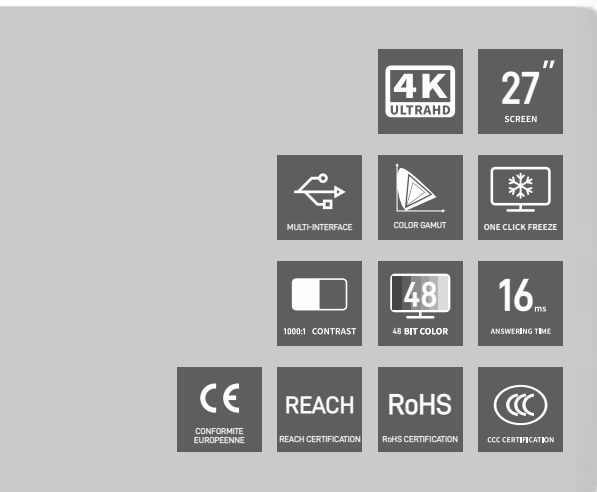 4K
ULTRAHD
27″
SCREEN
MULTI-INTERFACE
COLOR GAMUT
ONE CLICK FREEZE
1000:1 CONTRAST
48
48 BIT COLOR
16ms
ANSWERING TIME
CE
CONFORMITE
EUROPEENNE
REACH
REACH CERTIFICATION
RoHS
RoHS CERTIFICATION
CCC
CCC CERTIFICATION